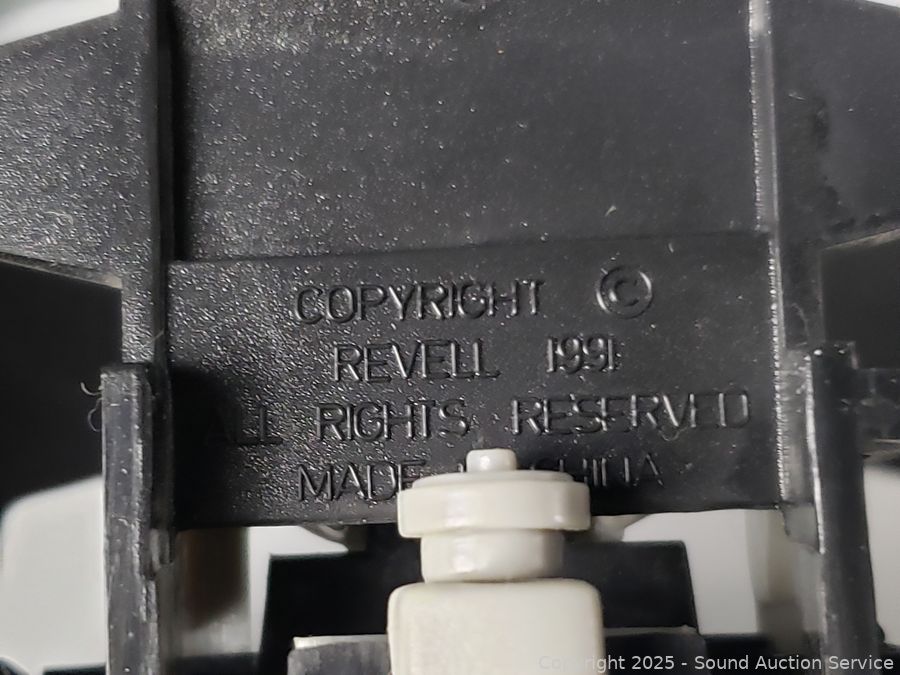 COPYRIGHT ©
REVELL 1991
ALL RIGHTS RESERVED
MADE CHINA
Copyright 2025 - Sound Auction Service